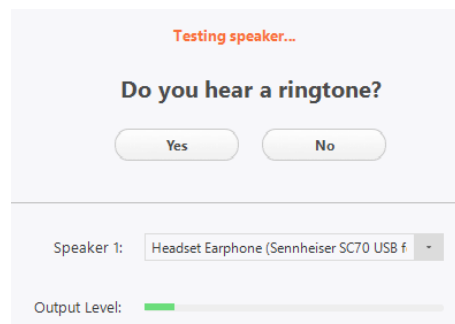 Testing speaker...
Do you hear a ringtone?
Yes No
Speaker 1: Headset Earphone (Sennheiser SC70 USB f
Output Level: